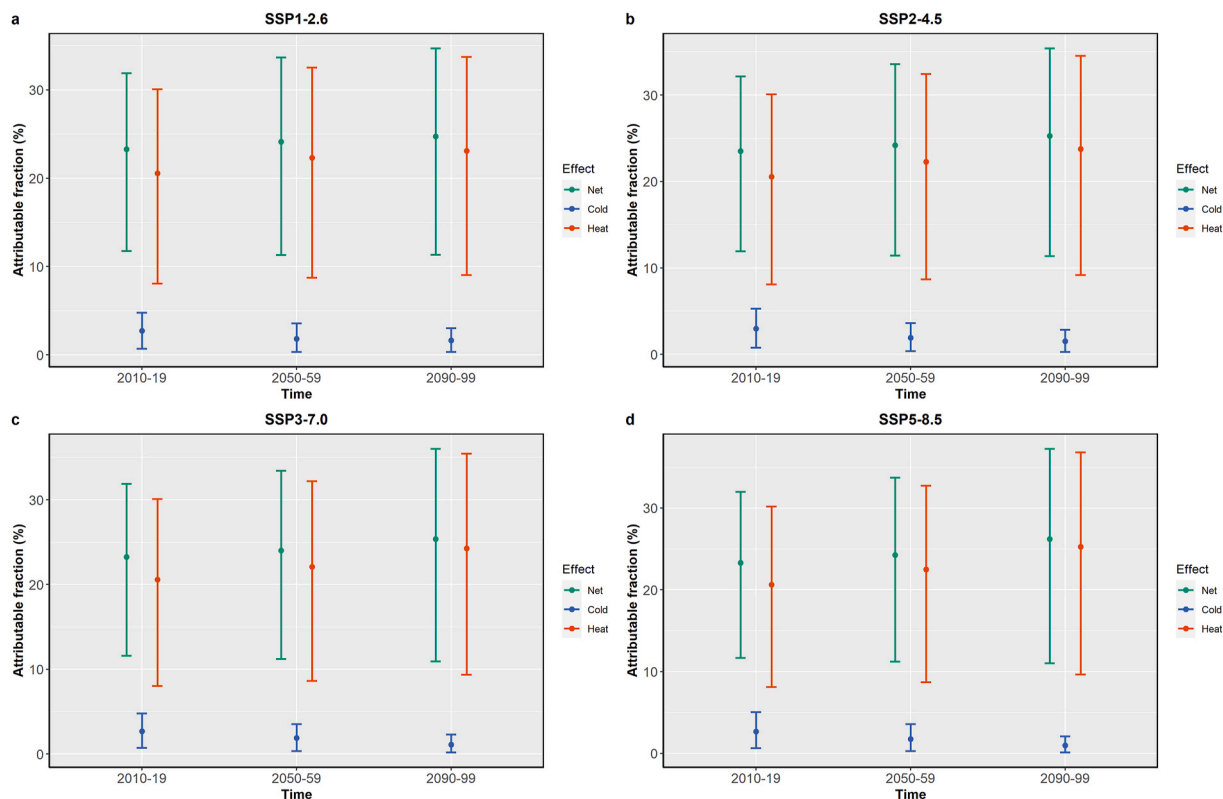 a
SSP1-2.6
Attributable fraction (%)
30
20
10
0
2010-19 2050-59 2090-99
Time
Effect
Net
Cold
Heat
b
SSP2-4.5
Attributable fraction (%)
30
20
10
0
2010-19 2050-59 2090-99
Time
Effect
Net
Cold
Heat
c
SSP3-7.0
Attributable fraction (%)
30
20
10
0
2010-19 2050-59 2090-99
Time
Effect
Net
Cold
Heat
d
SSP5-8.5
Attributable fraction (%)
30
20
10
0
2010-19 2050-59 2090-99
Time
Effect
Net
Cold
Heat